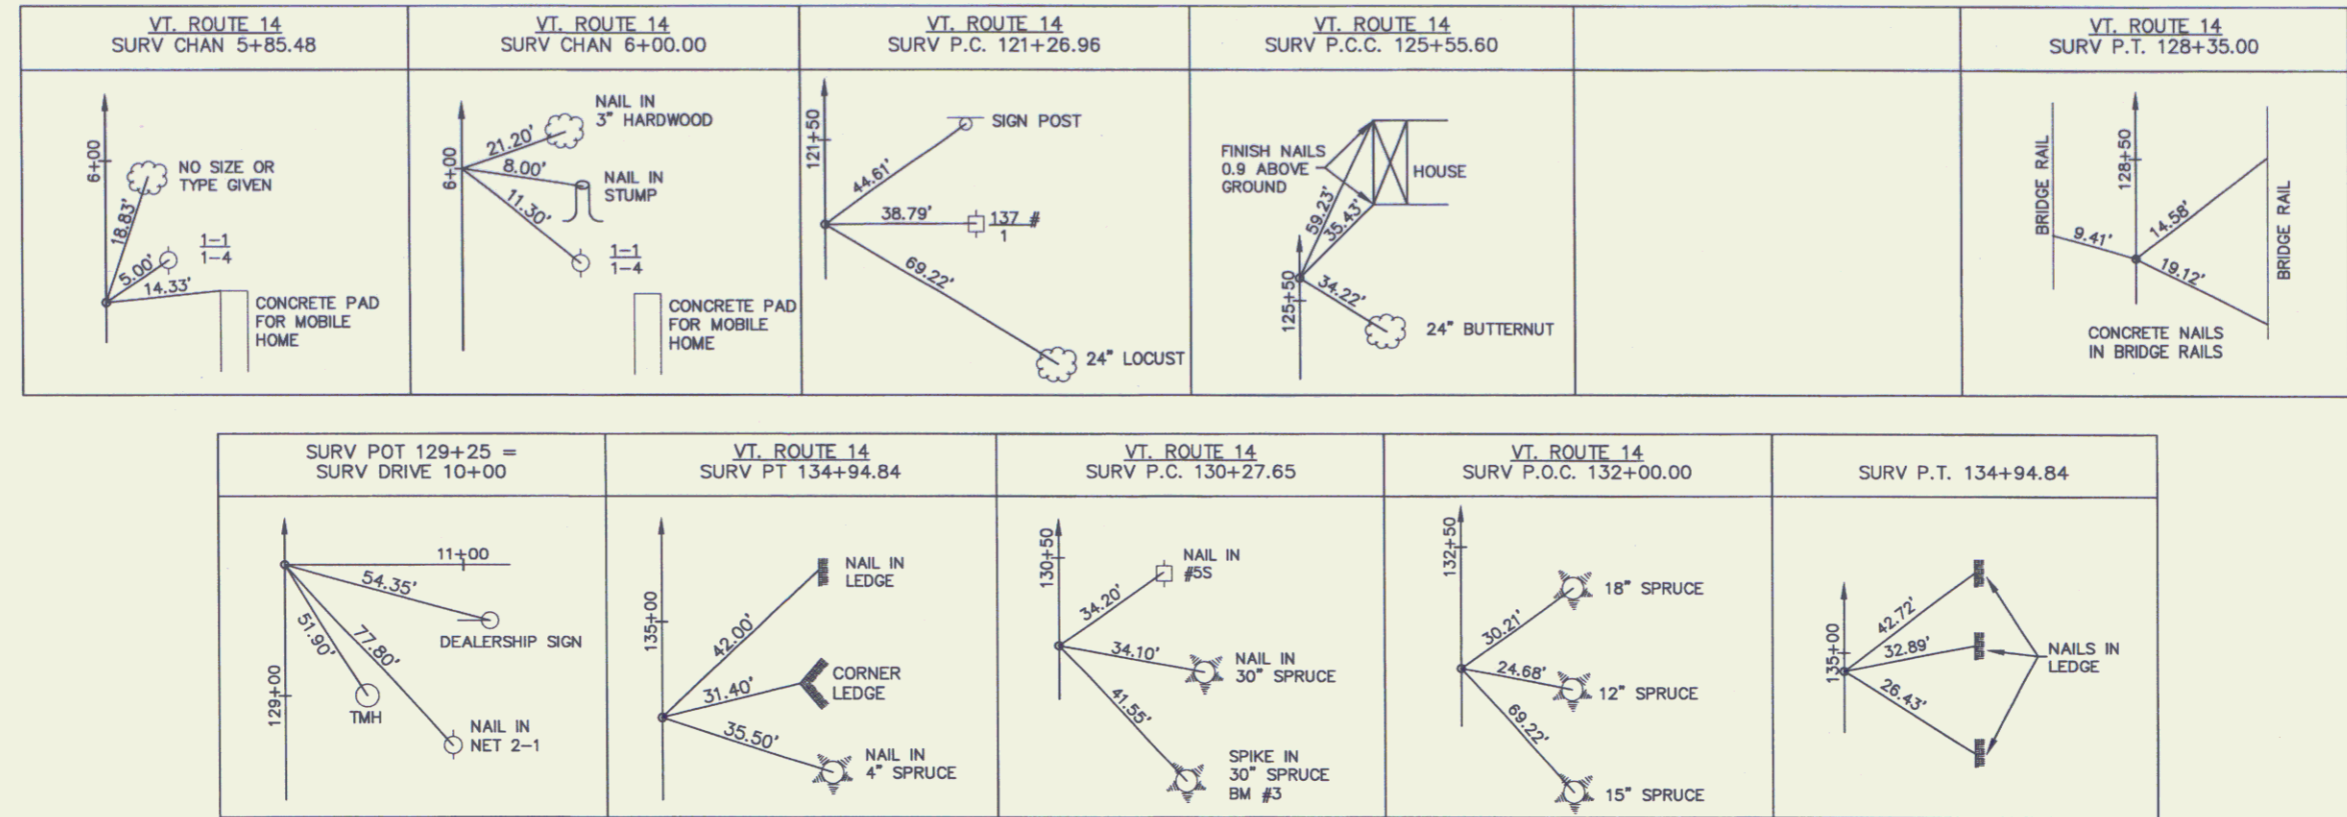 VT. ROUTE 14
SURV CHAN 5+85.48
6+00
NO SIZE OR
TYPE GIVEN
18.83'
5.00'
1-1
1-4
14.33'
CONCRETE PAD
FOR MOBILE
HOME
VT. ROUTE 14
SURV CHAN 6+00.00
6+00
NAIL IN
3" HARDWOOD
21.20'
8.00'
NAIL IN
STUMP
11.30'
1-1
1-4
CONCRETE PAD
FOR MOBILE
HOME
VT. ROUTE 14
SURV P.C. 121+26.96
121+50
SIGN POST
44.61'
38.79'
137 #
1
69.22'
24" LOCUST
VT. ROUTE 14
SURV P.C.C. 125+55.60
FINISH NAILS
0.9 ABOVE
GROUND
HOUSE
59.23'
35.43'
125+50
34.22'
24" BUTTERNUT
VT. ROUTE 14
SURV P.T. 128+35.00
BRIDGE RAIL
128+50
9.41'
14.58'
19.12'
BRIDGE RAIL
CONCRETE NAILS
IN BRIDGE RAILS
SURV POT 129+25 =
SURV DRIVE 10+00
11+00
54.35'
DEALERSHIP SIGN
51.90'
77.80'
129+00
TMH
NAIL IN
NET 2-1
VT. ROUTE 14
SURV PT 134+94.84
135+00
NAIL IN
LEDGE
42.00'
31.40'
CORNER
LEDGE
35.50'
NAIL IN
4" SPRUCE
VT. ROUTE 14
SURV P.C. 130+27.65
130+50
NAIL IN
#5S
34.20'
34.10'
NAIL IN
30" SPRUCE
41.55'
SPIKE IN
30" SPRUCE
BM #3
VT. ROUTE 14
SURV P.O.C. 132+00.00
132+50
18" SPRUCE
30.21'
24.68'
12" SPRUCE
69.22'
15" SPRUCE
SURV P.T. 134+94.84
135+00
42.72'
32.89'
26.43'
NAILS IN
LEDGE